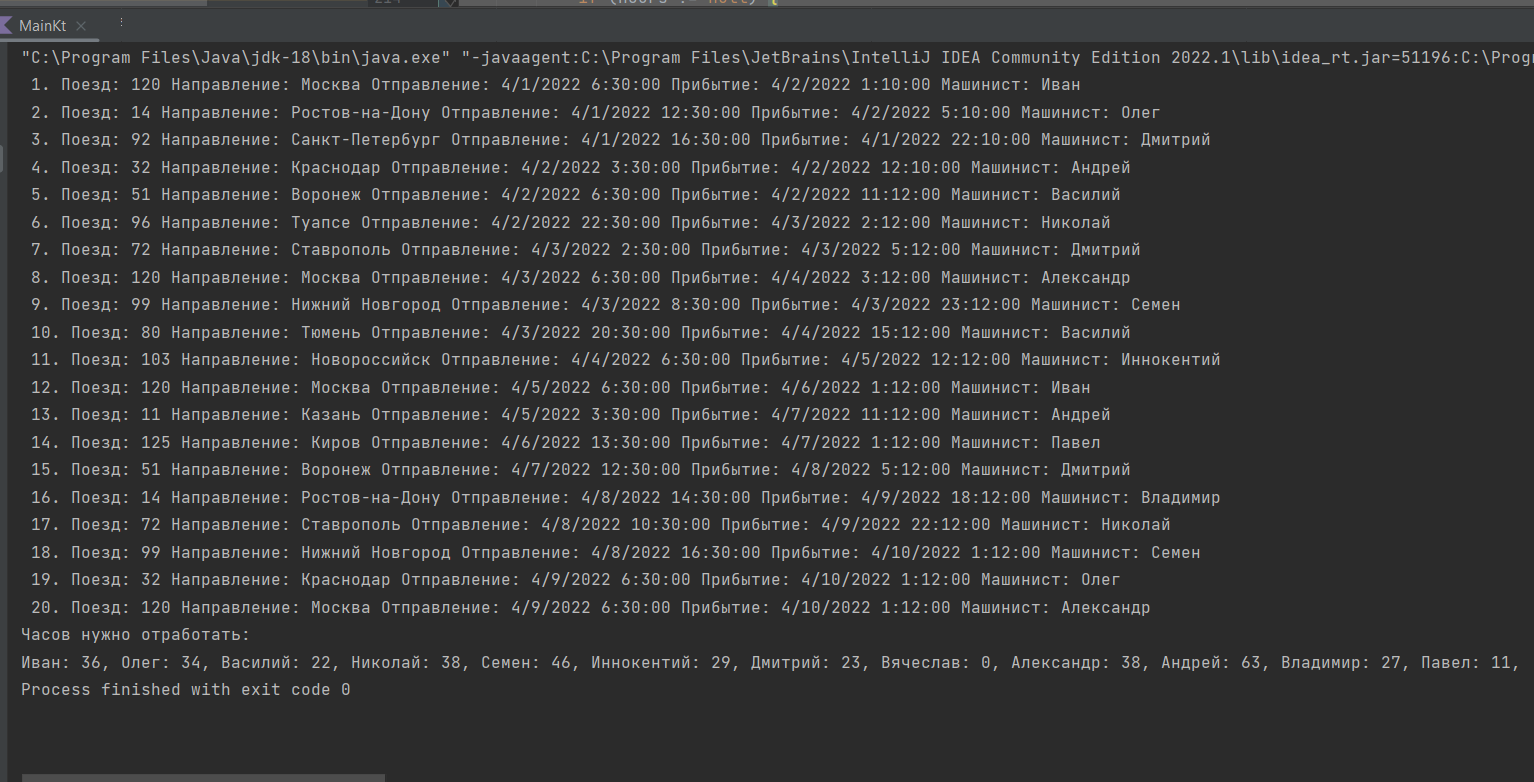 MainKt
"C:\Program Files\Java\jdk-18\bin\java.exe" "-javaagent:C:\Program Files\JetBrains\IntelliJ IDEA Community Edition 2022.1\lib\idea_rt.jar=51196:C:\Prog
1. Поезд: 120 Направление: Москва Отправление: 4/1/2022 6:30:00 Прибытие: 4/2/2022 1:10:00 Машинист: Иван
2. Поезд: 14 Направление: Ростов-на-Дону Отправление: 4/1/2022 12:30:00 Прибытие: 4/2/2022 5:10:00 Машинист: Олег
3. Поезд: 92 Направление: Санкт-Петербург Отправление: 4/1/2022 16:30:00 Прибытие: 4/1/2022 22:10:00 Машинист: Дмитрий
4. Поезд: 32 Направление: Краснодар Отправление: 4/2/2022 3:30:00 Прибытие: 4/2/2022 12:10:00 Машинист: Андрей
5. Поезд: 51 Направление: Воронеж Отправление: 4/2/2022 6:30:00 Прибытие: 4/2/2022 11:12:00 Машинист: Василий
6. Поезд: 96 Направление: Туапсе Отправление: 4/2/2022 22:30:00 Прибытие: 4/3/2022 2:12:00 Машинист: Николай
7. Поезд: 72 Направление: Ставрополь Отправление: 4/3/2022 2:30:00 Прибытие: 4/3/2022 5:12:00 Машинист: Дмитрий
8. Поезд: 120 Направление: Москва Отправление: 4/3/2022 6:30:00 Прибытие: 4/4/2022 3:12:00 Машинист: Александр
9. Поезд: 99 Направление: Нижний Новгород Отправление: 4/3/2022 8:30:00 Прибытие: 4/3/2022 23:12:00 Машинист: Семен
10. Поезд: 80 Направление: Тюмень Отправление: 4/3/2022 20:30:00 Прибытие: 4/4/2022 15:12:00 Машинист: Василий
11. Поезд: 103 Направление: Новороссийск Отправление: 4/4/2022 6:30:00 Прибытие: 4/5/2022 12:12:00 Машинист: Иннокентий
12. Поезд: 120 Направление: Москва Отправление: 4/5/2022 6:30:00 Прибытие: 4/6/2022 1:12:00 Машинист: Иван
13. Поезд: 11 Направление: Казань Отправление: 4/5/2022 3:30:00 Прибытие: 4/7/2022 11:12:00 Машинист: Андрей
14. Поезд: 125 Направление: Киров Отправление: 4/6/2022 13:30:00 Прибытие: 4/7/2022 1:12:00 Машинист: Павел
15. Поезд: 51 Направление: Воронеж Отправление: 4/7/2022 12:30:00 Прибытие: 4/8/2022 5:12:00 Машинист: Дмитрий
16. Поезд: 14 Направление: Ростов-на-Дону Отправление: 4/8/2022 14:30:00 Прибытие: 4/9/2022 18:12:00 Машинист: Владимир
17. Поезд: 72 Направление: Ставрополь Отправление: 4/8/2022 10:30:00 Прибытие: 4/9/2022 22:12:00 Машинист: Николай
18. Поезд: 99 Направление: Нижний Новгород Отправление: 4/8/2022 16:30:00 Прибытие: 4/10/2022 1:12:00 Машинист: Семен
19. Поезд: 32 Направление: Краснодар Отправление: 4/9/2022 6:30:00 Прибытие: 4/10/2022 1:12:00 Машинист: Олег
20. Поезд: 120 Направление: Москва Отправление: 4/9/2022 6:30:00 Прибытие: 4/10/2022 1:12:00 Машинист: Александр
Часов нужно отработать:
Иван: 36, Олег: 34, Василий: 22, Николай: 38, Семен: 46, Иннокентий: 29, Дмитрий: 23, Вячеслав: 0, Александр: 38, Андрей: 63, Владимир: 27, Павел: 11,
Process finished with exit code 0